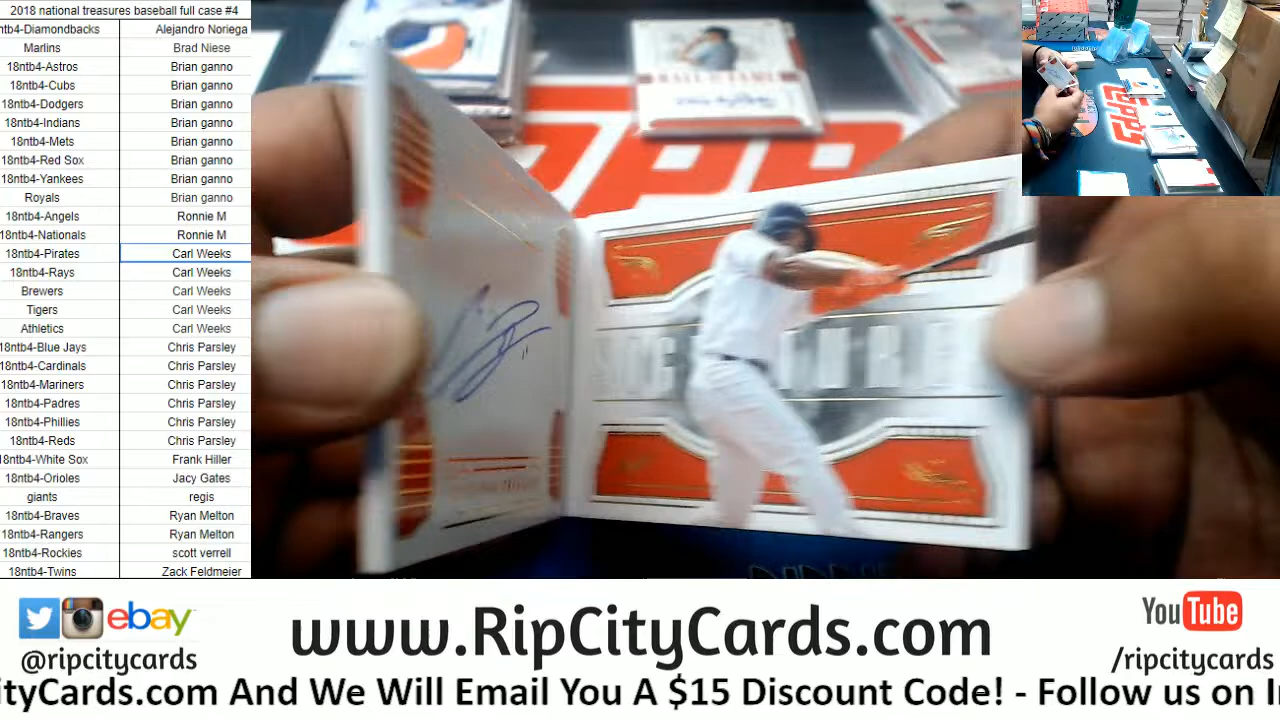 2018 national treasures baseball full case #4
ntb4-Diamondbacks Alejandro Noriega
Marlins Brad Niese
18ntb4-Astros Brian ganno
18ntb4-Cubs Brian ganno
18ntb4-Dodgers Brian ganno
18ntb4-Indians Brian ganno
18ntb4-Mets Brian ganno
18ntb4-Red Sox Brian ganno
18ntb4-Yankees Brian ganno
Royals Brian ganno
18ntb4-Angels Ronnie M
18ntb4-Nationals Ronnie M
18ntb4-Pirates Carl Weeks
18ntb4-Rays Carl Weeks
Brewers Carl Weeks
Tigers Carl Weeks
Athletics Carl Weeks
18ntb4-Blue Jays Chris Parsley
18ntb4-Cardinals Chris Parsley
18ntb4-Mariners Chris Parsley
18ntb4-Padres Chris Parsley
18ntb4-Phillies Chris Parsley
18ntb4-Reds Chris Parsley
18ntb4-White Sox Frank Hiller
18ntb4-Orioles Jacy Gates
giants regis
18ntb4-Braves Ryan Melton
18ntb4-Rangers Ryan Melton
18ntb4-Rockies scott verrell
18ntb4-Twins Zack Feldmeier
HALL OF FAME
TOPPS
ebay
@ripcitycards
www.RipCityCards.com
YouTube
/ripcitycards
CityCards.com And We Will Email You A $15 Discount Code! - Follow us on In